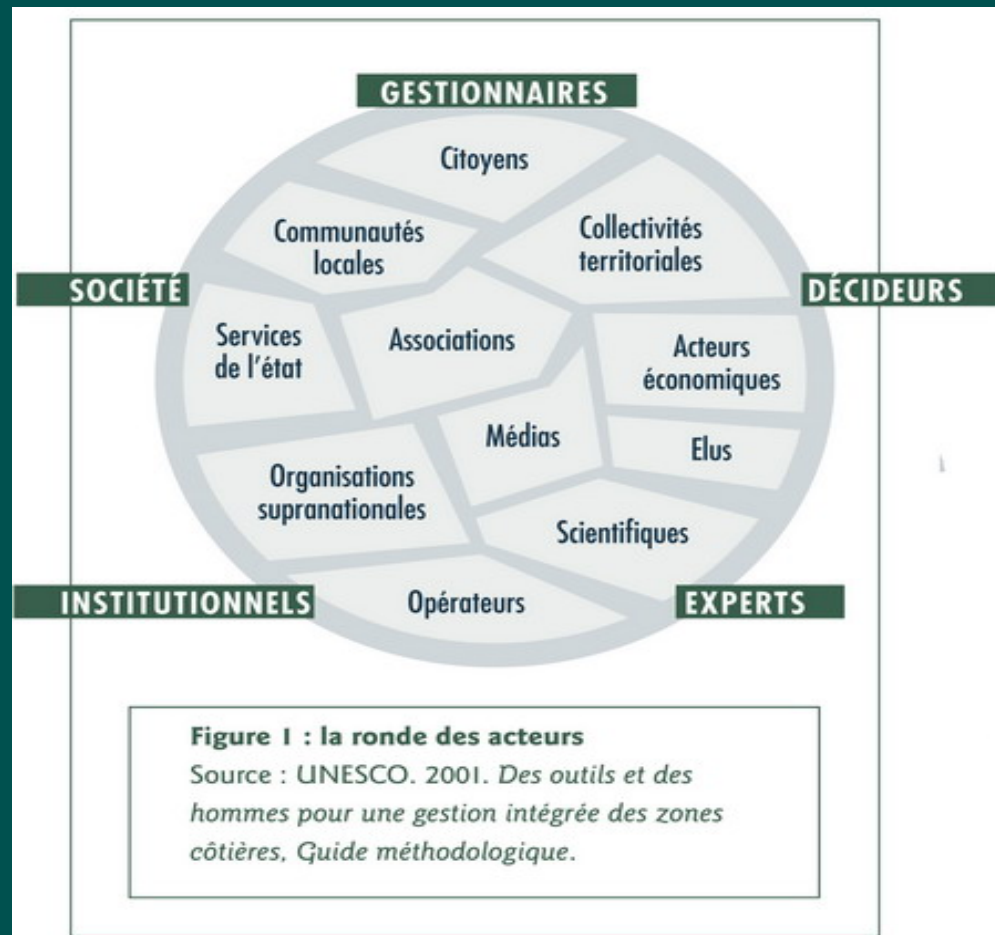 GESTIONNAIRES
Citoyens
Communautés
locales
Collectivités
territoriales
SOCIÉTÉ
DÉCIDEURS
Services
de l'état
Associations
Acteurs
économiques
Médias
Elus
Organisations
supranationales
Scientifiques
INSTITUTIONNELS
Opérateurs
EXPERTS
Figure 1 : la ronde des acteurs
Source : UNESCO. 2001. Des outils et des
hommes pour une gestion intégrée des zones
côtières, Guide méthodologique.